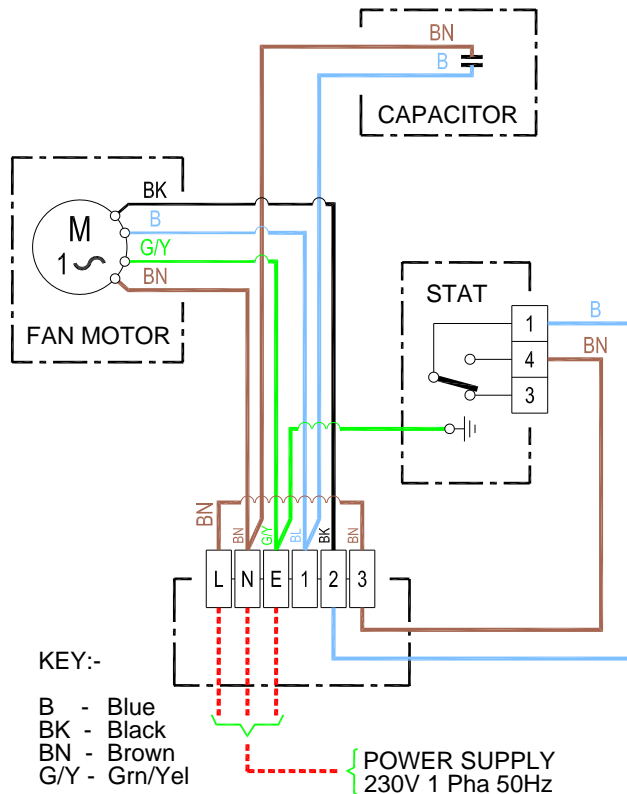 BN
B
CAPACITOR
BK
B
G/Y
BN
M
1
FAN MOTOR
STAT
1
4
3
B
BN
BN
BN
G/Y
BL
BK
BN
L
N
E
1
2
3
KEY:-
B - Blue
BK - Black
BN - Brown
G/Y - Grn/Yel
POWER SUPPLY
230V 1 Pha 50Hz